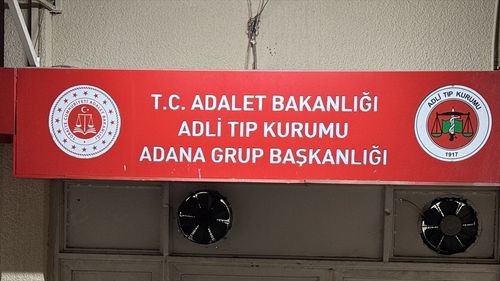 T.C. ADALET BAKANLIĞI
ADLİ TIP KURUMU
ADANA GRUP BAŞKANLIĞI
ADLİ TIP KURUMU
1917